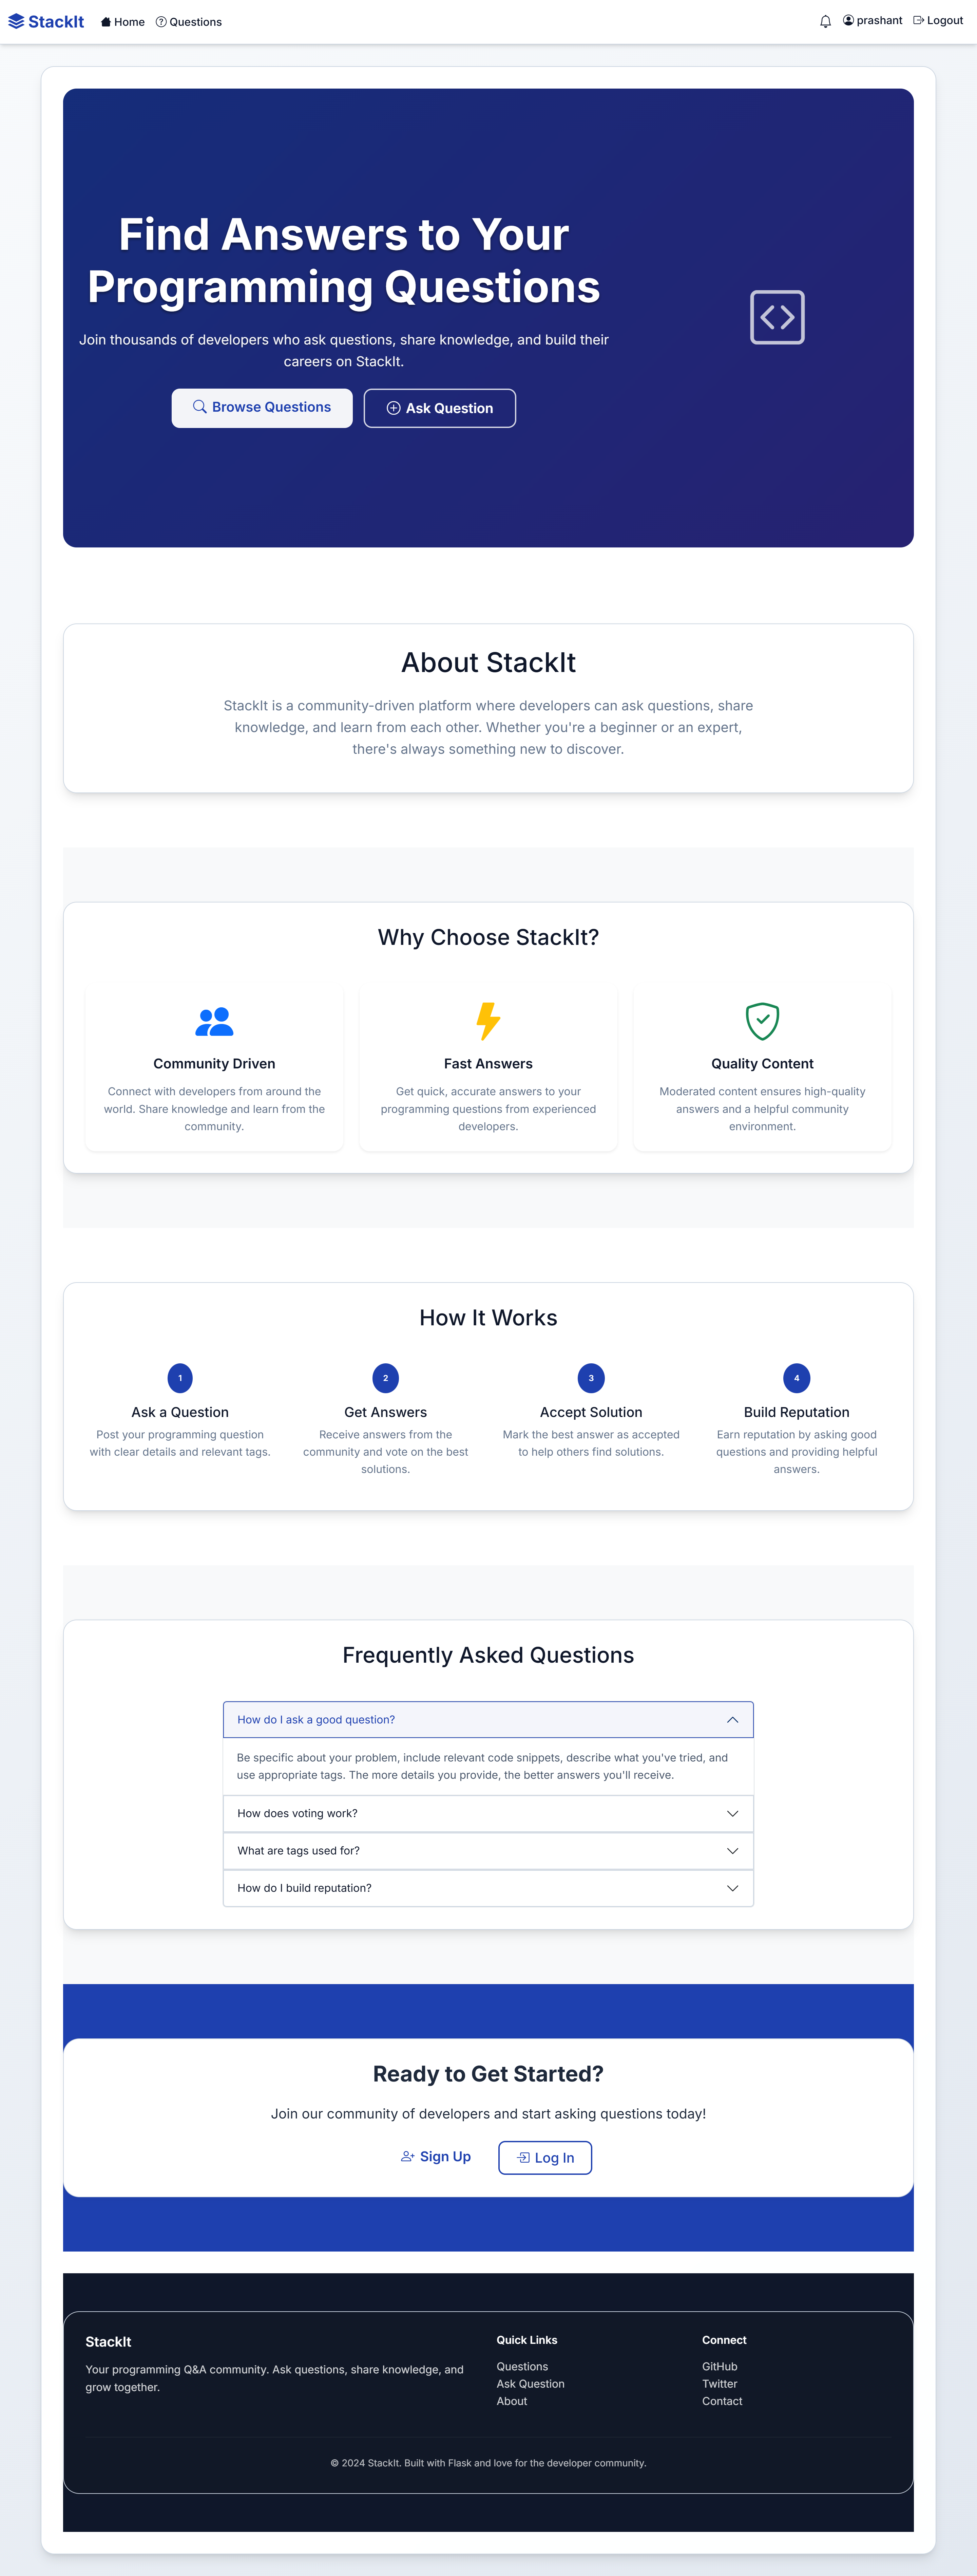 StackIt Home Questions prashant Logout
Find Answers to Your
Programming Questions
Join thousands of developers who ask questions, share knowledge, and build their
careers on StackIt.
Browse Questions Ask Question
About StackIt
StackIt is a community-driven platform where developers can ask questions, share
knowledge, and learn from each other. Whether you're a beginner or an expert,
there's always something new to discover.
Why Choose StackIt?
Community Driven
Connect with developers from around the
world. Share knowledge and learn from the
community.
Fast Answers
Get quick, accurate answers to your
programming questions from experienced
developers.
Quality Content
Moderated content ensures high-quality
answers and a helpful community
environment.
How It Works
1
Ask a Question
Post your programming question
with clear details and relevant tags.
2
Get Answers
Receive answers from the
community and vote on the best
solutions.
3
Accept Solution
Mark the best answer as accepted
to help others find solutions.
4
Build Reputation
Earn reputation by asking good
questions and providing helpful
answers.
Frequently Asked Questions
How do I ask a good question?
Be specific about your problem, include relevant code snippets, describe what you've tried, and
use appropriate tags. The more details you provide, the better answers you'll receive.
How does voting work?
What are tags used for?
How do I build reputation?
Ready to Get Started?
Join our community of developers and start asking questions today!
Sign Up Log In
StackIt
Your programming Q&A community. Ask questions, share knowledge, and
grow together.
Quick Links
Questions
Ask Question
About
Connect
GitHub
Twitter
Contact
© 2024 StackIt. Built with Flask and love for the developer community.